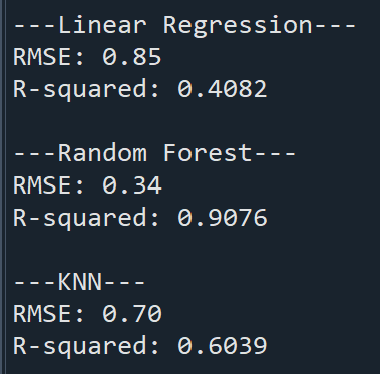 ---Linear Regression---
RMSE: 0.85
R-squared: 0.4082
---Random Forest---
RMSE: 0.34
R-squared: 0.9076
---KNN---
RMSE: 0.70
R-squared: 0.6039